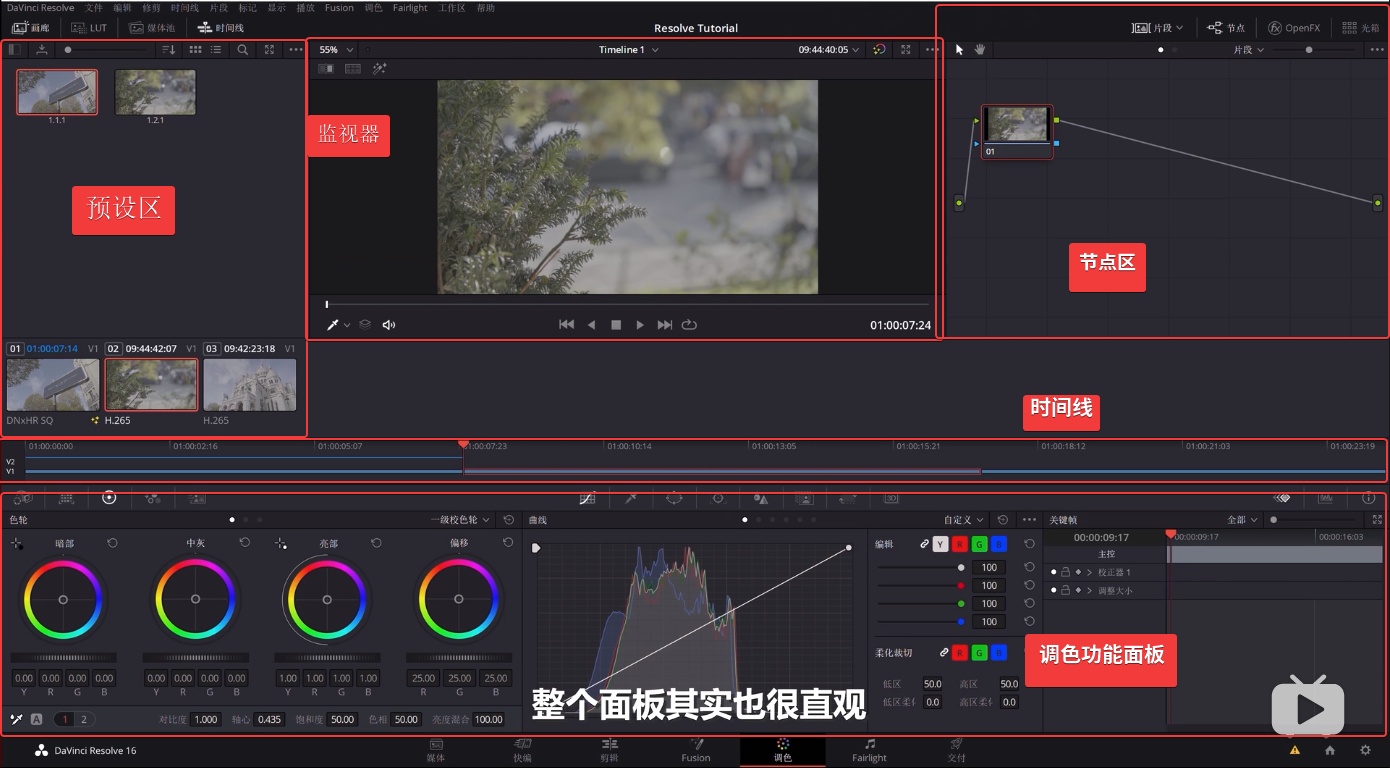 DaVinci Resolve 文件 编辑 修剪 时间线 片段 标记 显示 播放 Fusion 调色 Fairlight 工作区 帮助
画廊 LUT 媒体池 时间线
Resolve Tutorial
片段 节点 OpenFX 光箱
55% Timeline 1 09:44:40:05
片段
1.1.1 1.2.1
监视器
预设区
01
节点区
01:00:07:24
01 01:00:07:14 V1 02 09:44:42:07 V1 03 09:42:23:18 V1
DNxHR SQ H.265 H.265
时间线
01:00:00:00 01:00:02:16 01:00:05:07 01:00:07:23 01:00:10:14 01:00:13:05 01:00:15:21 01:00:18:12 01:00:21:03 01:00:23:19
V2
V1
3D
色轮 一级校色轮 曲线 自定义 关键帧 全部
暗部 中灰 亮部 偏移
编辑 Y R G B
100
100
100
100
00:00:09:17 00:00:09:17 00:00:16:03
主控
校正器 1
调整大小
柔化裁切 R G B
调色功能面板
0.00 0.00 0.00 0.00 0.00 0.00 0.00 0.00 1.00 1.00 1.00 1.00 25.00 25.00 25.00
Y R G B Y R G B Y R G B R G B
低区 50.0 高区 50.0
低区柔化 0.0 高区柔化 0.0
A 1 2 对比度 1.000 轴心 0.435 饱和度 50.00 色相 50.00 亮度混合 100.00
整个面板其实也很直观
DaVinci Resolve 16
媒体 快编 剪辑 Fusion 调色 Fairlight 交付